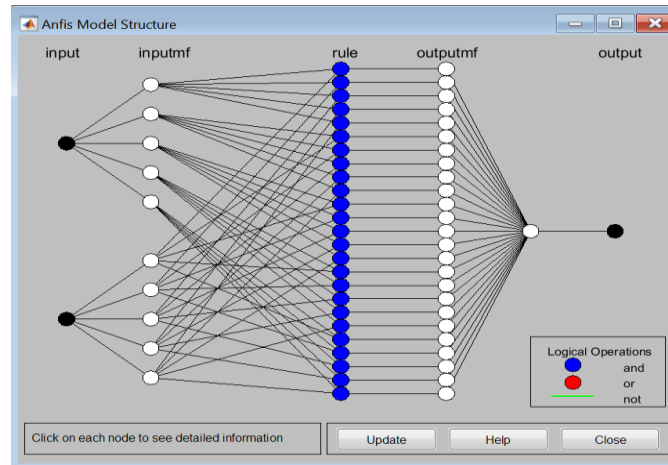 Anfis Model Structure
input inputmf rule outputmf output
Logical Operations
and
or
not
Click on each node to see detailed information
Update Help Close